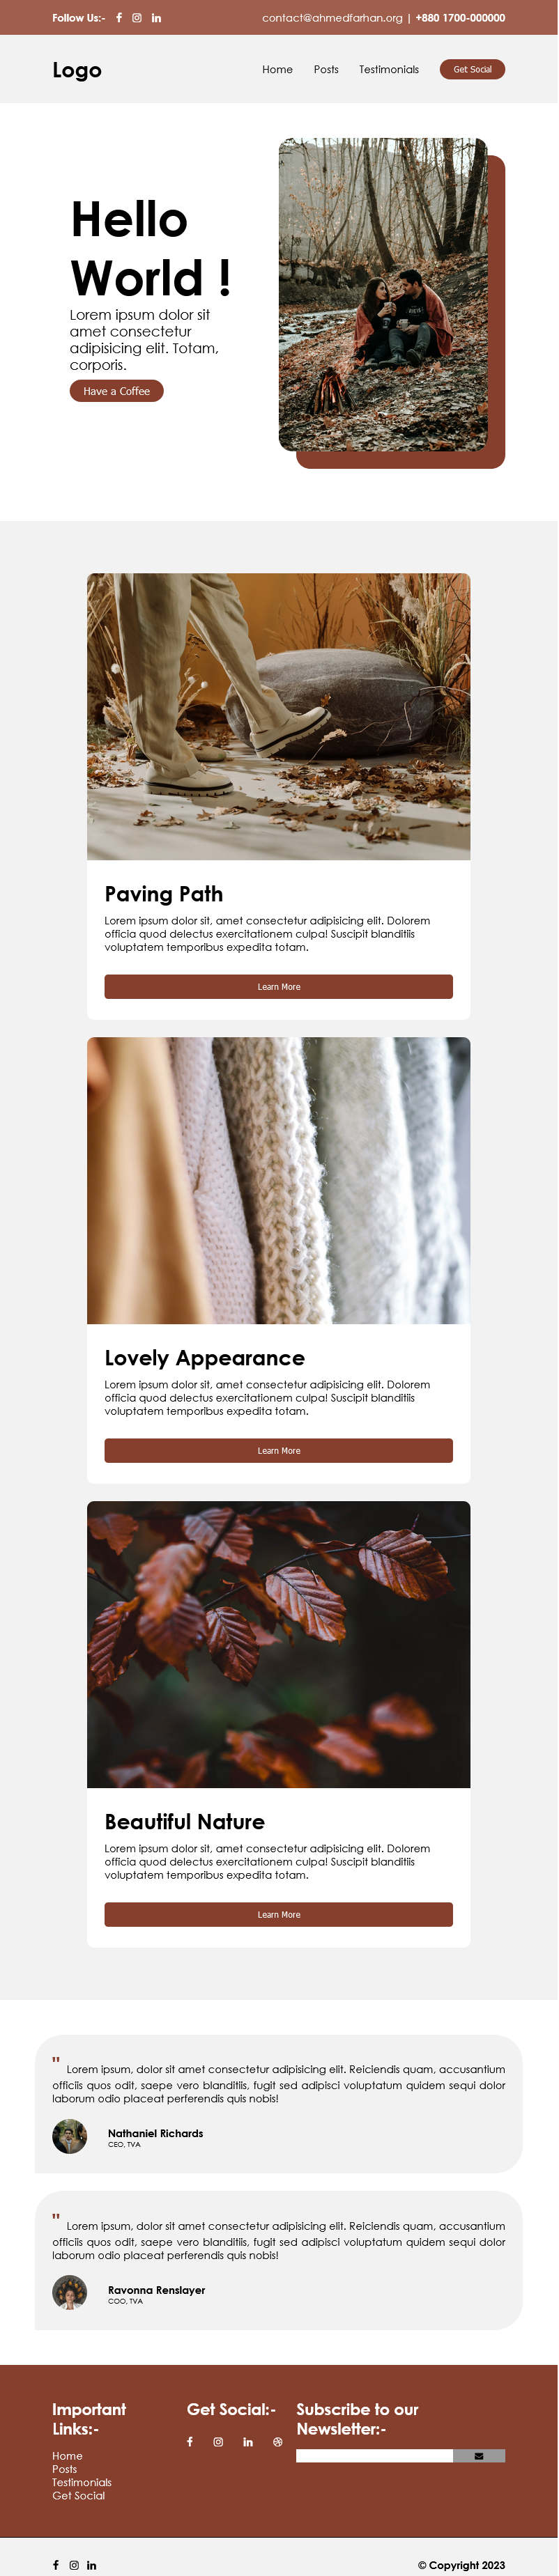 Follow Us:-
contact@ahmedfarhan.org | +880 1700-000000
Logo
Home Posts Testimonials Get Social
Hello
World !
Lorem ipsum dolor sit
amet consectetur
adipisicing elit. Totam,
corporis.
Have a Coffee
Paving Path
Lorem ipsum dolor sit, amet consectetur adipisicing elit. Dolorem
officia quod delectus exercitationem culpa! Suscipit blanditiis
voluptatem temporibus expedita totam.
Learn More
Lovely Appearance
Lorem ipsum dolor sit, amet consectetur adipisicing elit. Dolorem
officia quod delectus exercitationem culpa! Suscipit blanditiis
voluptatem temporibus expedita totam.
Learn More
Beautiful Nature
Lorem ipsum dolor sit, amet consectetur adipisicing elit. Dolorem
officia quod delectus exercitationem culpa! Suscipit blanditiis
voluptatem temporibus expedita totam.
Learn More
" Lorem ipsum, dolor sit amet consectetur adipisicing elit. Reiciendis quam, accusantium
officiis quos odit, saepe vero blanditiis, fugit sed adipisci voluptatum quidem sequi dolor
laborum odio placeat perferendis quis nobis!
Nathaniel Richards
CEO, TVA
" Lorem ipsum, dolor sit amet consectetur adipisicing elit. Reiciendis quam, accusantium
officiis quos odit, saepe vero blanditiis, fugit sed adipisci voluptatum quidem sequi dolor
laborum odio placeat perferendis quis nobis!
Ravonna Renslayer
COO, TVA
Important
Links:-
Home
Posts
Testimonials
Get Social
Get Social:-
Subscribe to our
Newsletter:-
© Copyright 2023